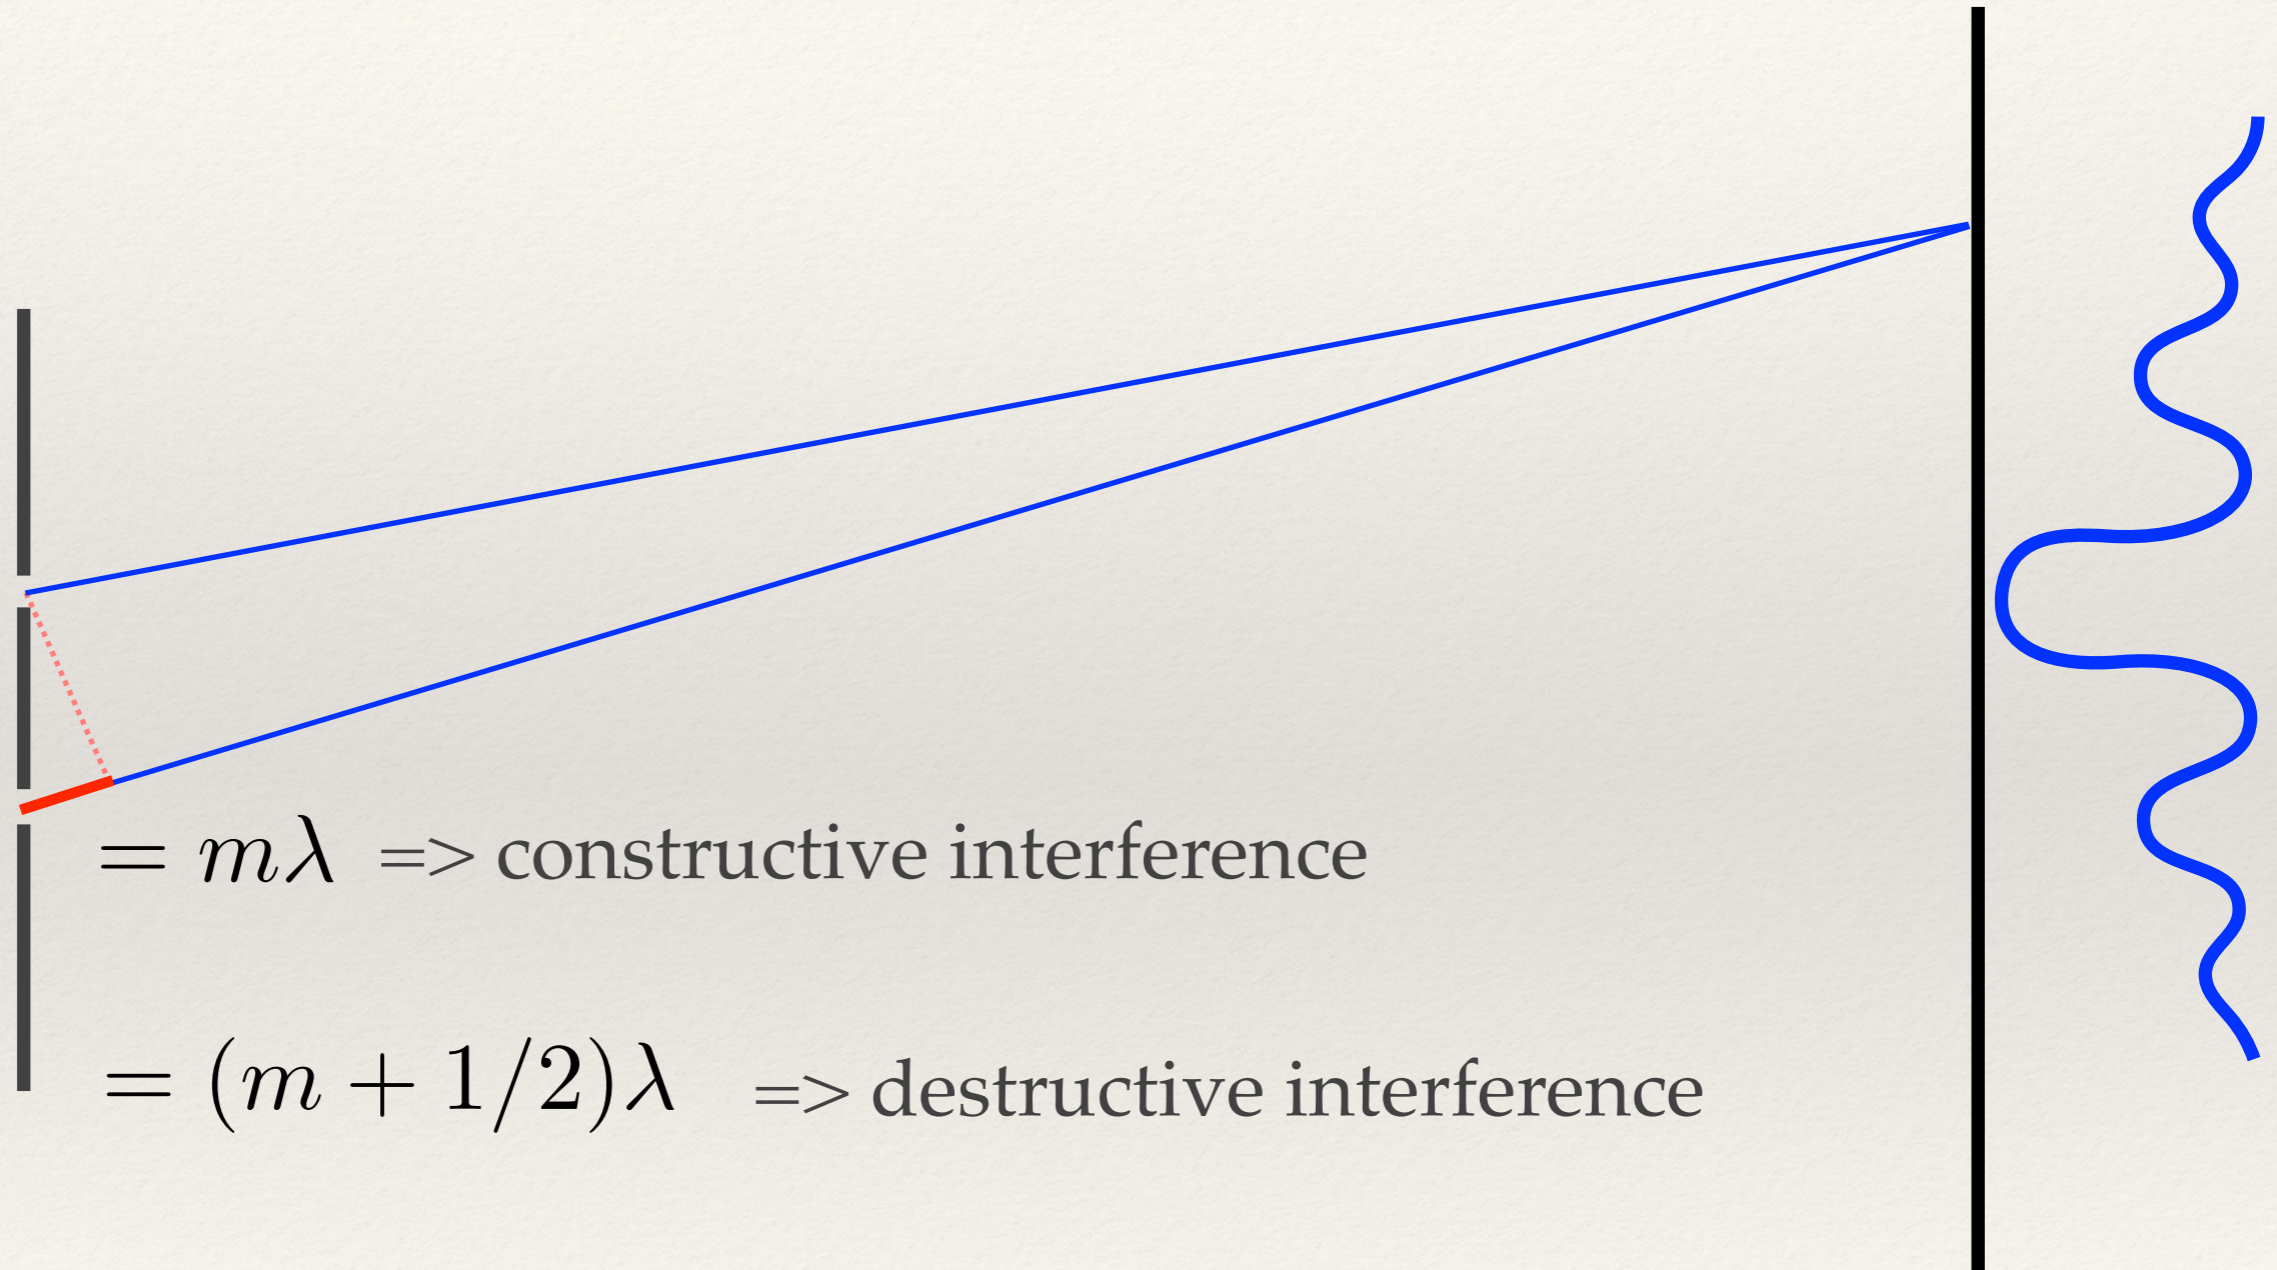 = mλ => constructive interference
= (m + 1/2)λ => destructive interference